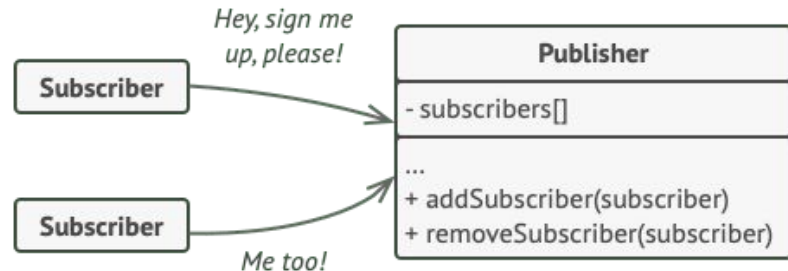 Hey, sign me
up, please!
Subscriber
Publisher
- subscribers[]
...
+ addSubscriber(subscriber)
+ removeSubscriber(subscriber)
Subscriber
Me too!